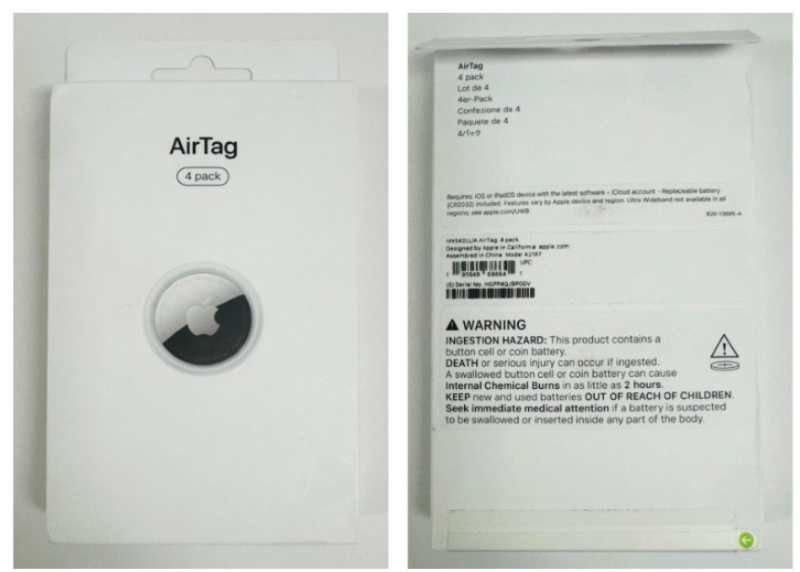 AirTag
4 pack
AirTag
4 pack
Lot de 4
4er-Pack
Confezione da 4
Paquete de 4
4パック
Requires: iOS or iPadOS device with the latest software • iCloud account • Replaceable battery
(CR2032) included. Features vary by Apple device and region. Ultra Wideband not available in all
regions; see apple.com/UWB.
AirTag, 4 pack
Designed by Apple in California apple.com
Assembled in China Model A2187
UPC
(S) Serial No.
WARNING
INGESTION HAZARD: This product contains a
button cell or coin battery.
DEATH or serious injury can occur if ingested.
A swallowed button cell or coin battery can cause
Internal Chemical Burns in as little as 2 hours.
KEEP new and used batteries OUT OF REACH OF CHILDREN.
Seek immediate medical attention if a battery is suspected
to be swallowed or inserted inside any part of the body.